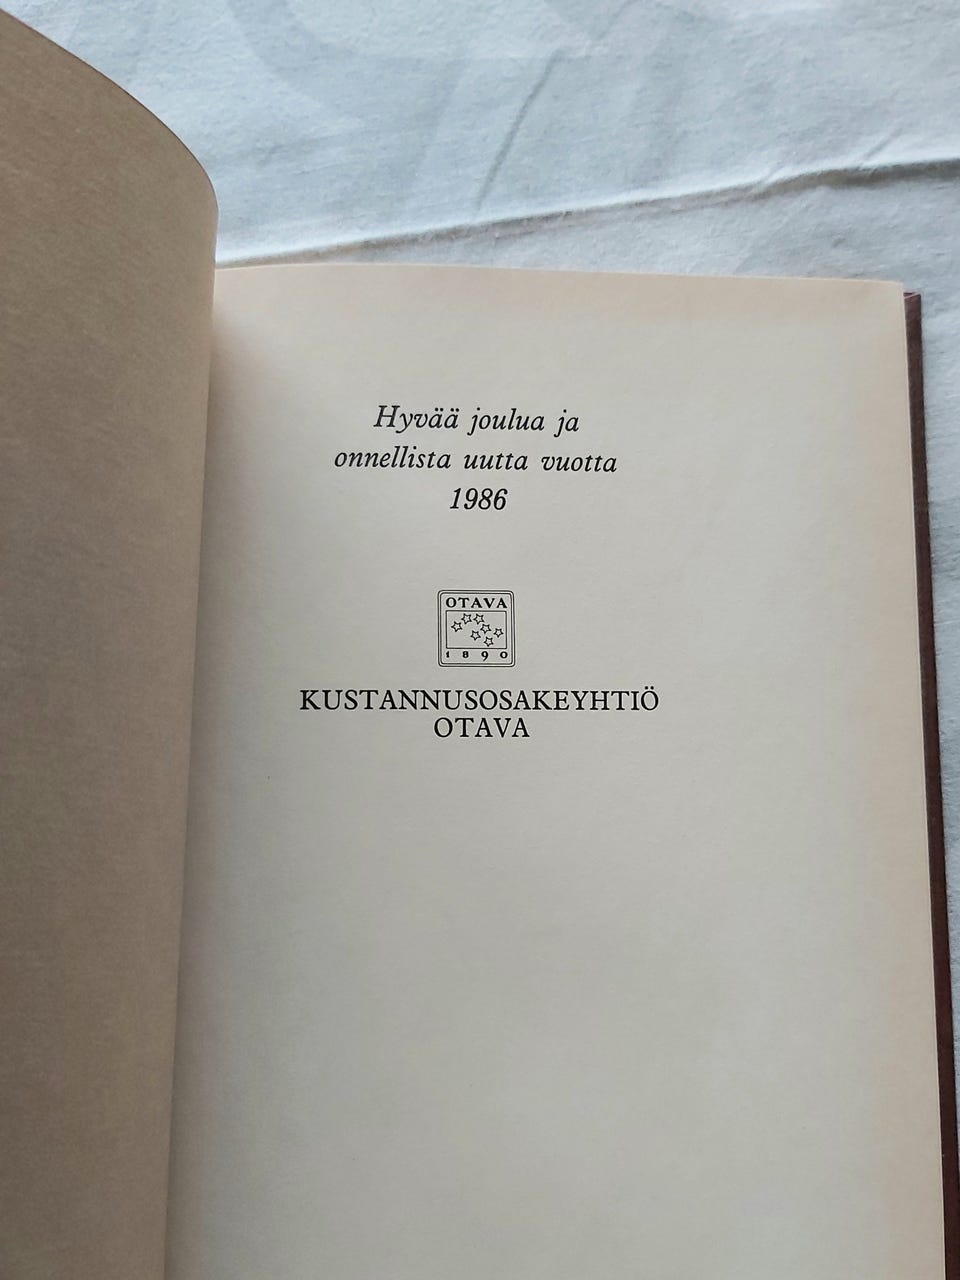 Hyvää joulua ja
onnellista uutta vuotta
1986
OTAVA
1890
KUSTANNUSOSAKEYHTIÖ
OTAVA